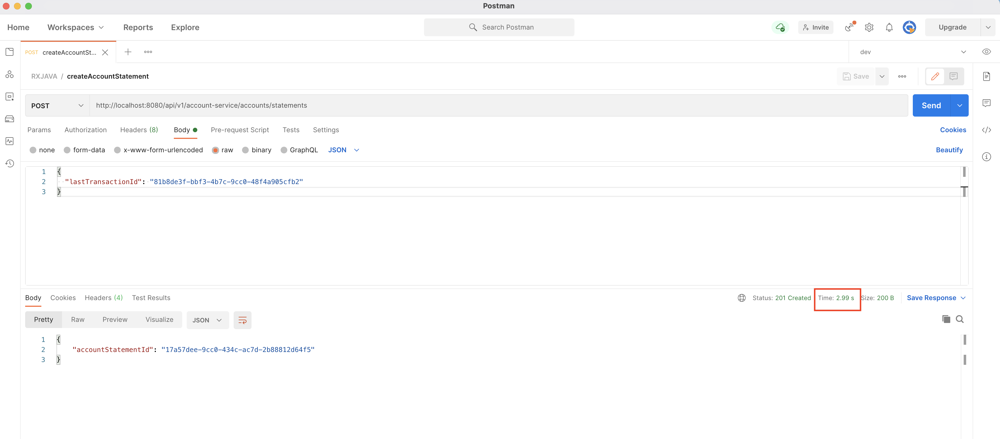 Postman
Home Workspaces Reports Explore Search Postman Invite Upgrade
POST createAccountSt... dev
RXJAVA / createAccountStatement Save
POST http://localhost:8080/api/v1/account-service/accounts/statements Send
Params Authorization Headers (8) Body Pre-request Script Tests Settings Cookies
none form-data x-www-form-urlencoded raw binary GraphQL JSON Beautify
1 {
2 "lastTransactionId": "81b8de3f-bbf3-4b7c-9cc0-48f4a905cfb2"
3 }
Body Cookies Headers (4) Test Results Status: 201 Created Time: 2.99 s Size: 200 B Save Response
Pretty Raw Preview Visualize JSON
1 {
2 "accountStatementId": "17a57dee-9cc0-434c-ac7d-2b88812d64f5"
3 }